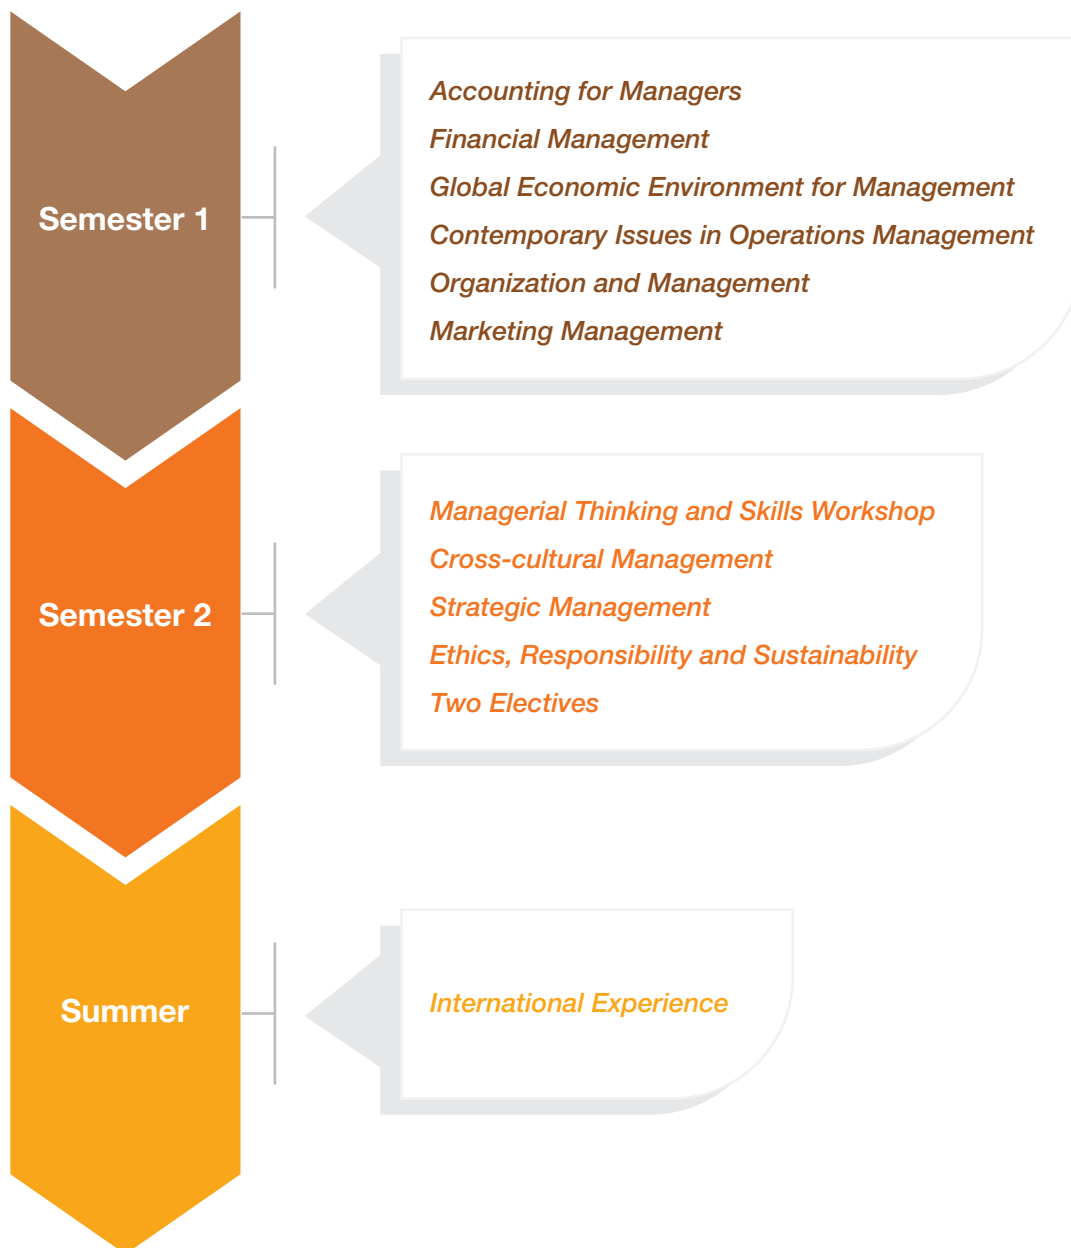 Semester 1
Accounting for Managers
Financial Management
Global Economic Environment for Management
Contemporary Issues in Operations Management
Organization and Management
Marketing Management
Semester 2
Managerial Thinking and Skills Workshop
Cross-cultural Management
Strategic Management
Ethics, Responsibility and Sustainability
Two Electives
Summer
International Experience